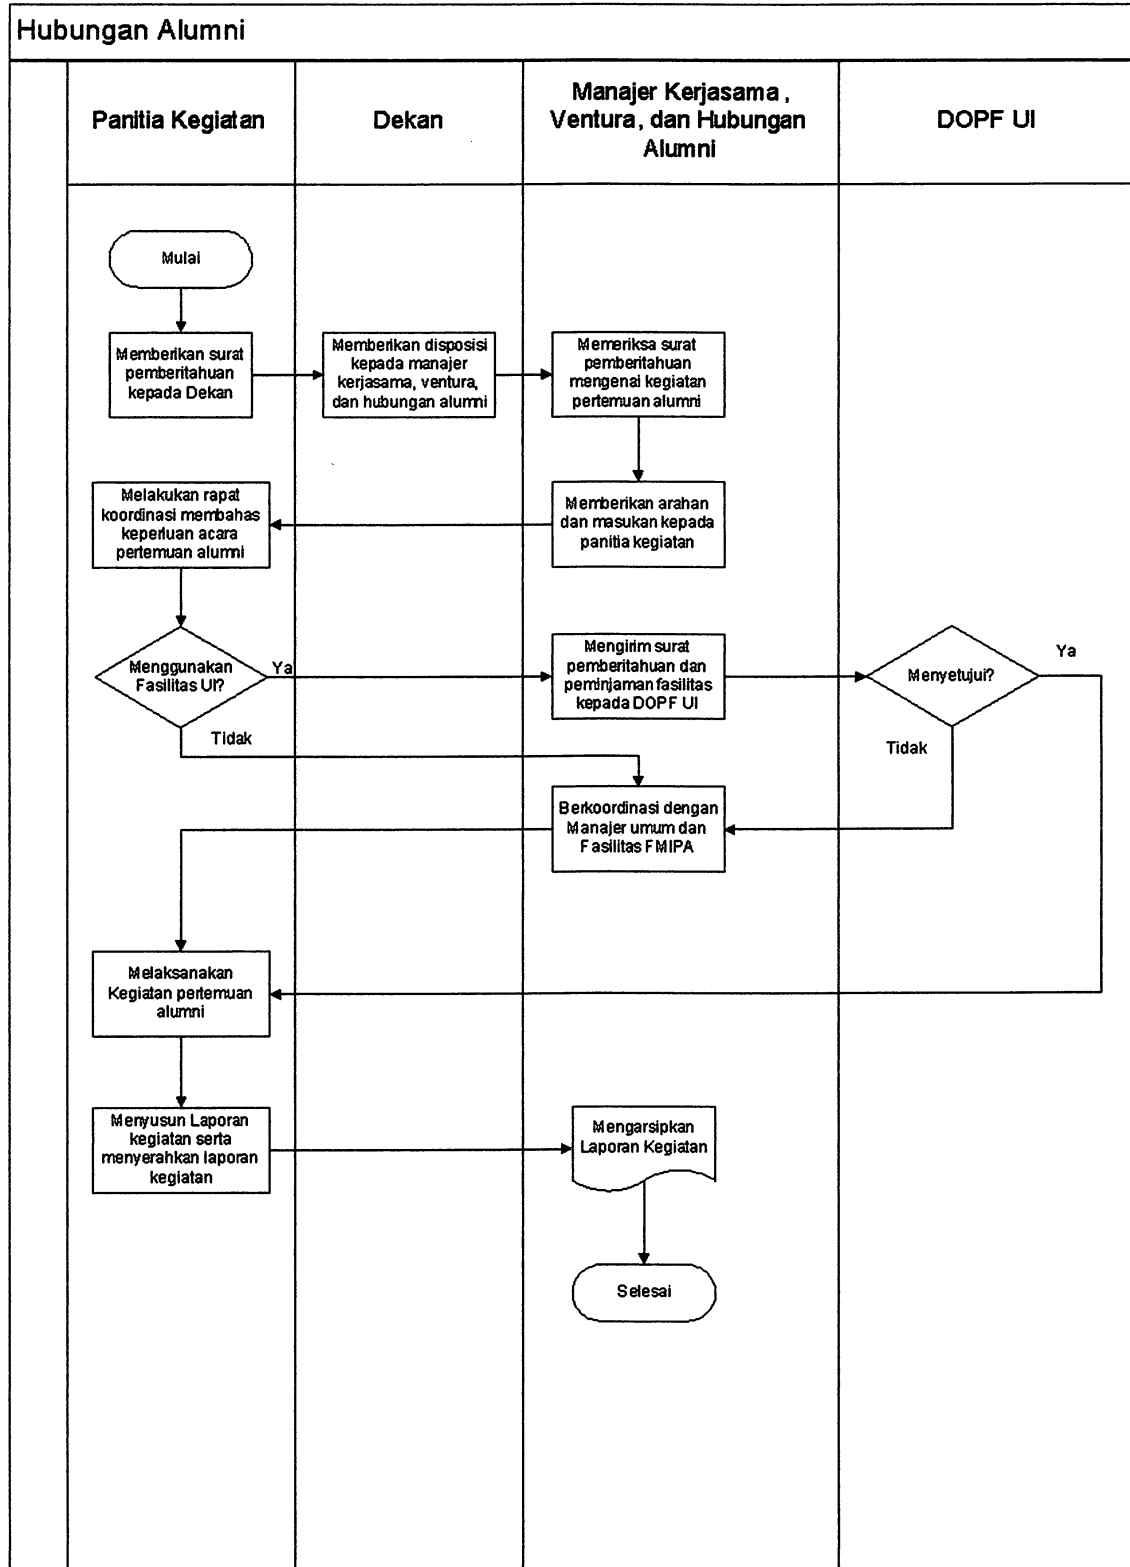 Hubungan Alumni
Panitia Kegiatan
Dekan
Manajer Kerjasama ,
Ventura, dan Hubungan
Alumni
DOPF UI
Mulai
Memberikan surat
pemberitahuan
kepada Dekan
Memberikan disposisi
kepada manajer
kerjasama, ventura,
dan hubungan alumni
Memeriksa surat
pemberitahuan
mengenai kegiatan
pertemuan alumni
Melakukan rapat
koordinasi membahas
keperluan acara
pertemuan alumni
Memberikan arahan
dan masukan kepada
panitia kegiatan
Menggunakan
Fasilitas UI?
Ya
Mengirim surat
pemberitahuan dan
peminjaman fasilitas
kepada DOPF UI
Menyetujui?
Ya
Tidak
Tidak
Berkoordinasi dengan
Manajer umum dan
Fasilitas FMIPA
Melaksanakan
Kegiatan pertemuan
alumni
Menyusun Laporan
kegiatan serta
menyerahkan laporan
kegiatan
Mengarsipkan
Laporan Kegiatan
Selesai